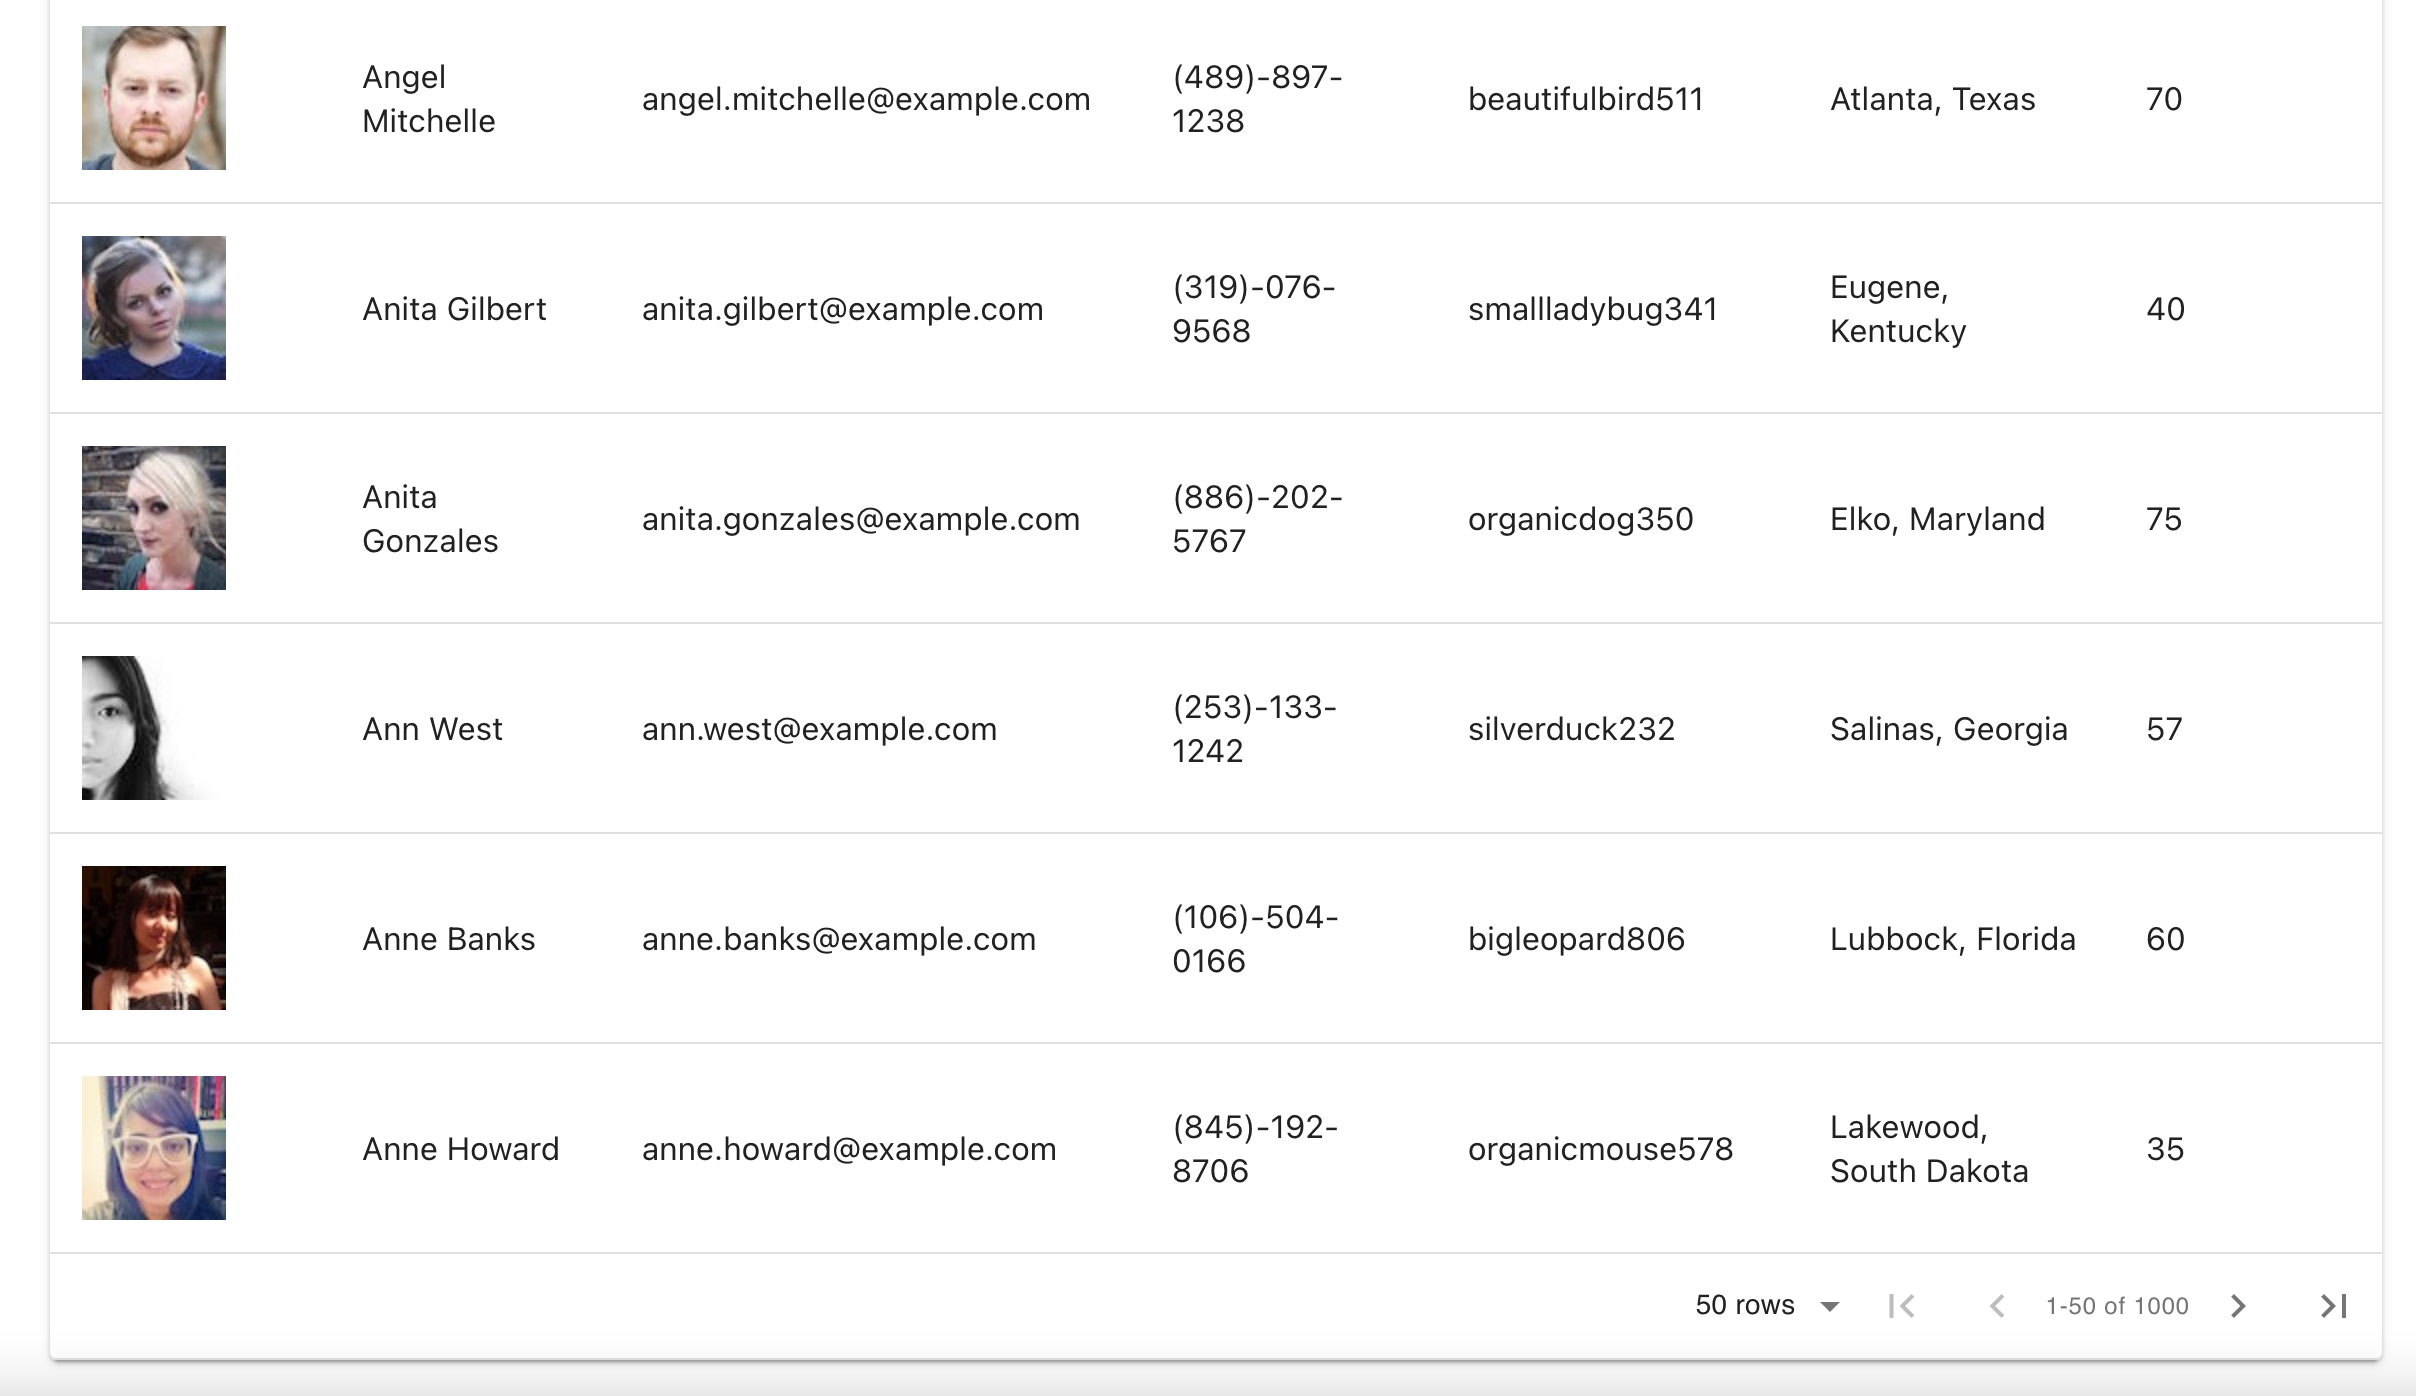 Angel
Mitchelle
angel.mitchelle@example.com
(489)-897-
1238
beautifulbird511
Atlanta, Texas
70
Anita Gilbert
anita.gilbert@example.com
(319)-076-
9568
smallladybug341
Eugene,
Kentucky
40
Anita
Gonzales
anita.gonzales@example.com
(886)-202-
5767
organicdog350
Elko, Maryland
75
Ann West
ann.west@example.com
(253)-133-
1242
silverduck232
Salinas, Georgia
57
Anne Banks
anne.banks@example.com
(106)-504-
0166
bigleopard806
Lubbock, Florida
60
Anne Howard
anne.howard@example.com
(845)-192-
8706
organicmouse578
Lakewood,
South Dakota
35
50 rows
1-50 of 1000